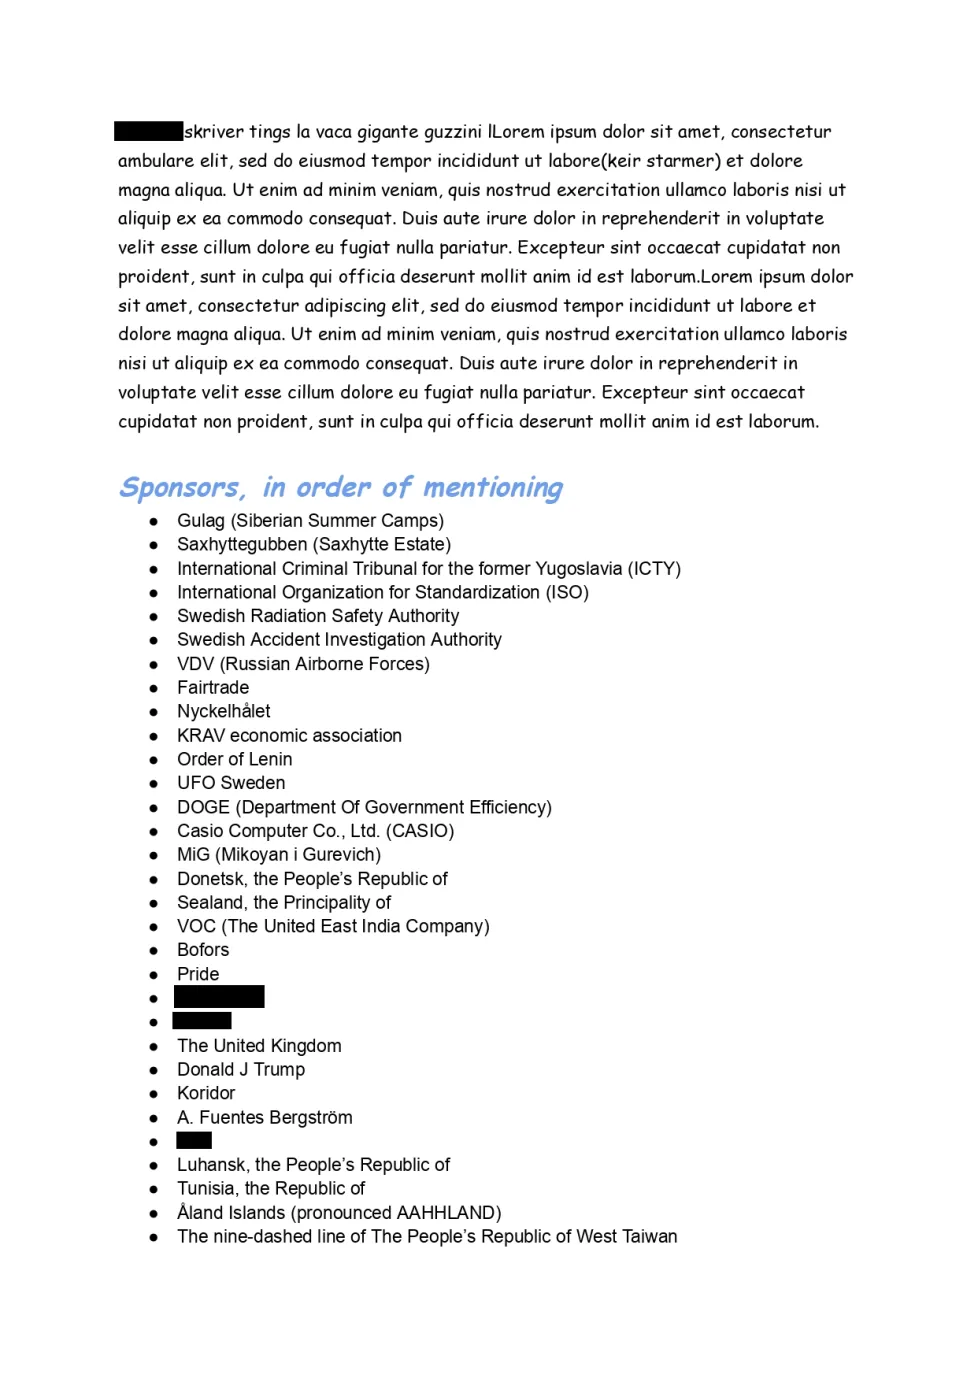 skriver tings la vaca gigante guzzini lLorem ipsum dolor sit amet, consectetur
ambulare elit, sed do eiusmod tempor incididunt ut labore(keir starmer) et dolore
magna aliqua. Ut enim ad minim veniam, quis nostrud exercitation ullamco laboris nisi ut
aliquip ex ea commodo consequat. Duis aute irure dolor in reprehenderit in voluptate
velit esse cillum dolore eu fugiat nulla pariatur. Excepteur sint occaecat cupidatat non
proident, sunt in culpa qui officia deserunt mollit anim id est laborum.Lorem ipsum dolor
sit amet, consectetur adipiscing elit, sed do eiusmod tempor incididunt ut labore et
dolore magna aliqua. Ut enim ad minim veniam, quis nostrud exercitation ullamco laboris
nisi ut aliquip ex ea commodo consequat. Duis aute irure dolor in reprehenderit in
voluptate velit esse cillum dolore eu fugiat nulla pariatur. Excepteur sint occaecat
cupidatat non proident, sunt in culpa qui officia deserunt mollit anim id est laborum.
Sponsors, in order of mentioning
● Gulag (Siberian Summer Camps)
● Saxhyttegubben (Saxhytte Estate)
● International Criminal Tribunal for the former Yugoslavia (ICTY)
● International Organization for Standardization (ISO)
● Swedish Radiation Safety Authority
● Swedish Accident Investigation Authority
● VDV (Russian Airborne Forces)
● Fairtrade
● Nyckelhålet
● KRAV economic association
● Order of Lenin
● UFO Sweden
● DOGE (Department Of Government Efficiency)
● Casio Computer Co., Ltd. (CASIO)
● MiG (Mikoyan i Gurevich)
● Donetsk, the People's Republic of
● Sealand, the Principality of
● VOC (The United East India Company)
● Bofors
● Pride
●
●
● The United Kingdom
● Donald J Trump
● Koridor
● A. Fuentes Bergström
●
● Luhansk, the People's Republic of
● Tunisia, the Republic of
● Åland Islands (pronounced AAHHLAND)
● The nine-dashed line of The People's Republic of West Taiwan